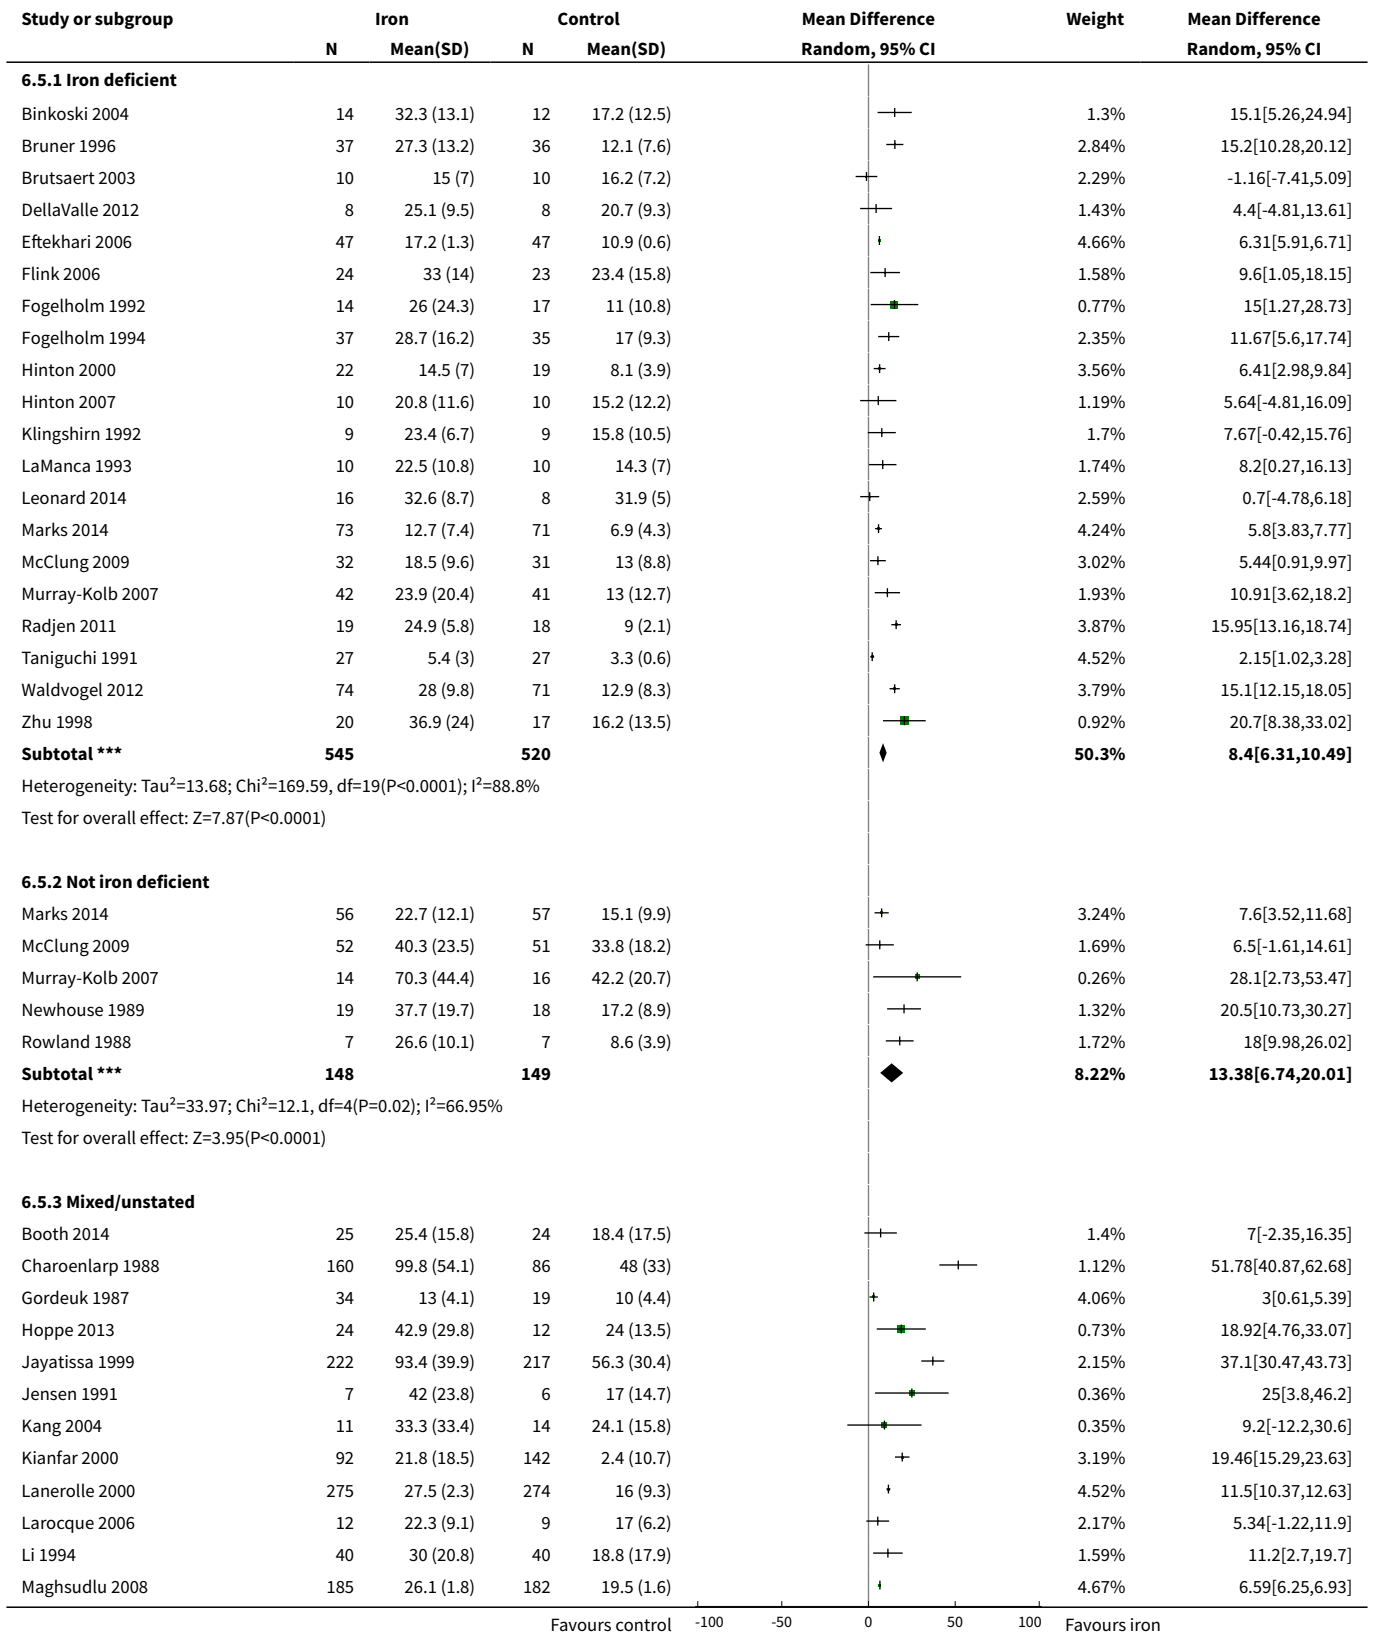 Study or subgroup Iron Control Mean Difference Weight Mean Difference
N Mean(SD) N Mean(SD) Random, 95% CI Random, 95% CI
6.5.1 Iron deficient
Binkoski 2004 14 32.3 (13.1) 12 17.2 (12.5) 1.3% 15.1[5.26,24.94]
Bruner 1996 37 27.3 (13.2) 36 12.1 (7.6) 2.84% 15.2[10.28,20.12]
Brutsaert 2003 10 15 (7) 10 16.2 (7.2) 2.29% -1.16[-7.41,5.09]
DellaValle 2012 8 25.1 (9.5) 8 20.7 (9.3) 1.43% 4.4[-4.81,13.61]
Eftekhari 2006 47 17.2 (1.3) 47 10.9 (0.6) 4.66% 6.31[5.91,6.71]
Flink 2006 24 33 (14) 23 23.4 (15.8) 1.58% 9.6[1.05,18.15]
Fogelholm 1992 14 26 (24.3) 17 11 (10.8) 0.77% 15[1.27,28.73]
Fogelholm 1994 37 28.7 (16.2) 35 17 (9.3) 2.35% 11.67[5.6,17.74]
Hinton 2000 22 14.5 (7) 19 8.1 (3.9) 3.56% 6.41[2.98,9.84]
Hinton 2007 10 20.8 (11.6) 10 15.2 (12.2) 1.19% 5.64[-4.81,16.09]
Klingshirn 1992 9 23.4 (6.7) 9 15.8 (10.5) 1.7% 7.67[-0.42,15.76]
LaManca 1993 10 22.5 (10.8) 10 14.3 (7) 1.74% 8.2[0.27,16.13]
Leonard 2014 16 32.6 (8.7) 8 31.9 (5) 2.59% 0.7[-4.78,6.18]
Marks 2014 73 12.7 (7.4) 71 6.9 (4.3) 4.24% 5.8[3.83,7.77]
McClung 2009 32 18.5 (9.6) 31 13 (8.8) 3.02% 5.44[0.91,9.97]
Murray-Kolb 2007 42 23.9 (20.4) 41 13 (12.7) 1.93% 10.91[3.62,18.2]
Radjen 2011 19 24.9 (5.8) 18 9 (2.1) 3.87% 15.95[13.16,18.74]
Taniguchi 1991 27 5.4 (3) 27 3.3 (0.6) 4.52% 2.15[1.02,3.28]
Waldvogel 2012 74 28 (9.8) 71 12.9 (8.3) 3.79% 15.1[12.15,18.05]
Zhu 1998 20 36.9 (24) 17 16.2 (13.5) 0.92% 20.7[8.38,33.02]
Subtotal *** 545 520 50.3% 8.4[6.31,10.49]
Heterogeneity: Tau²=13.68; Chi²=169.59, df=19(P<0.0001); I²=88.8%
Test for overall effect: Z=7.87(P<0.0001)
6.5.2 Not iron deficient
Marks 2014 56 22.7 (12.1) 57 15.1 (9.9) 3.24% 7.6[3.52,11.68]
McClung 2009 52 40.3 (23.5) 51 33.8 (18.2) 1.69% 6.5[-1.61,14.61]
Murray-Kolb 2007 14 70.3 (44.4) 16 42.2 (20.7) 0.26% 28.1[2.73,53.47]
Newhouse 1989 19 37.7 (19.7) 18 17.2 (8.9) 1.32% 20.5[10.73,30.27]
Rowland 1988 7 26.6 (10.1) 7 8.6 (3.9) 1.72% 18[9.98,26.02]
Subtotal *** 148 149 8.22% 13.38[6.74,20.01]
Heterogeneity: Tau²=33.97; Chi²=12.1, df=4(P=0.02); I²=66.95%
Test for overall effect: Z=3.95(P<0.0001)
6.5.3 Mixed/unstated
Booth 2014 25 25.4 (15.8) 24 18.4 (17.5) 1.4% 7[-2.35,16.35]
Charoenlarp 1988 160 99.8 (54.1) 86 48 (33) 1.12% 51.78[40.87,62.68]
Gordeuk 1987 34 13 (4.1) 19 10 (4.4) 4.06% 3[0.61,5.39]
Hoppe 2013 24 42.9 (29.8) 12 24 (13.5) 0.73% 18.92[4.76,33.07]
Jayatissa 1999 222 93.4 (39.9) 217 56.3 (30.4) 2.15% 37.1[30.47,43.73]
Jensen 1991 7 42 (23.8) 6 17 (14.7) 0.36% 25[3.8,46.2]
Kang 2004 11 33.3 (33.4) 14 24.1 (15.8) 0.35% 9.2[-12.2,30.6]
Kianfar 2000 92 21.8 (18.5) 142 2.4 (10.7) 3.19% 19.46[15.29,23.63]
Lanerolle 2000 275 27.5 (2.3) 274 16 (9.3) 4.52% 11.5[10.37,12.63]
Larocque 2006 12 22.3 (9.1) 9 17 (6.2) 2.17% 5.34[-1.22,11.9]
Li 1994 40 30 (20.8) 40 18.8 (17.9) 1.59% 11.2[2.7,19.7]
Maghsudlu 2008 185 26.1 (1.8) 182 19.5 (1.6) 4.67% 6.59[6.25,6.93]
Favours control -100 -50 0 50 100 Favours iron